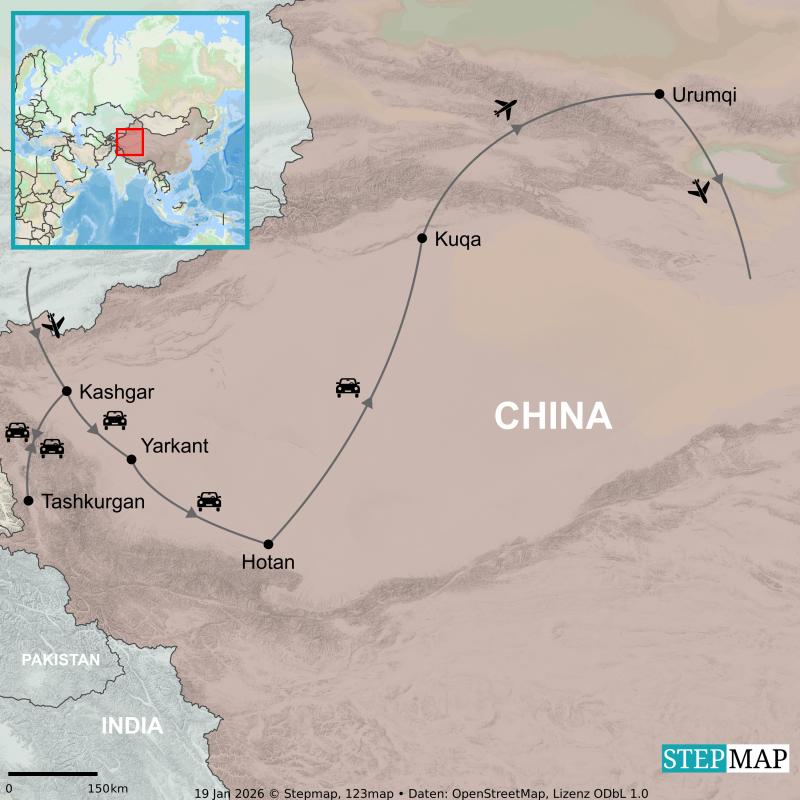 Urumqi
Kuqa
Kashgar
CHINA
Yarkant
Tashkurgan
Hotan
PAKISTAN
INDIA
STEPMAP
0 150km
19 Jan 2026 © Stepmap, 123map • Daten: OpenStreetMap, Lizenz ODbL 1.0